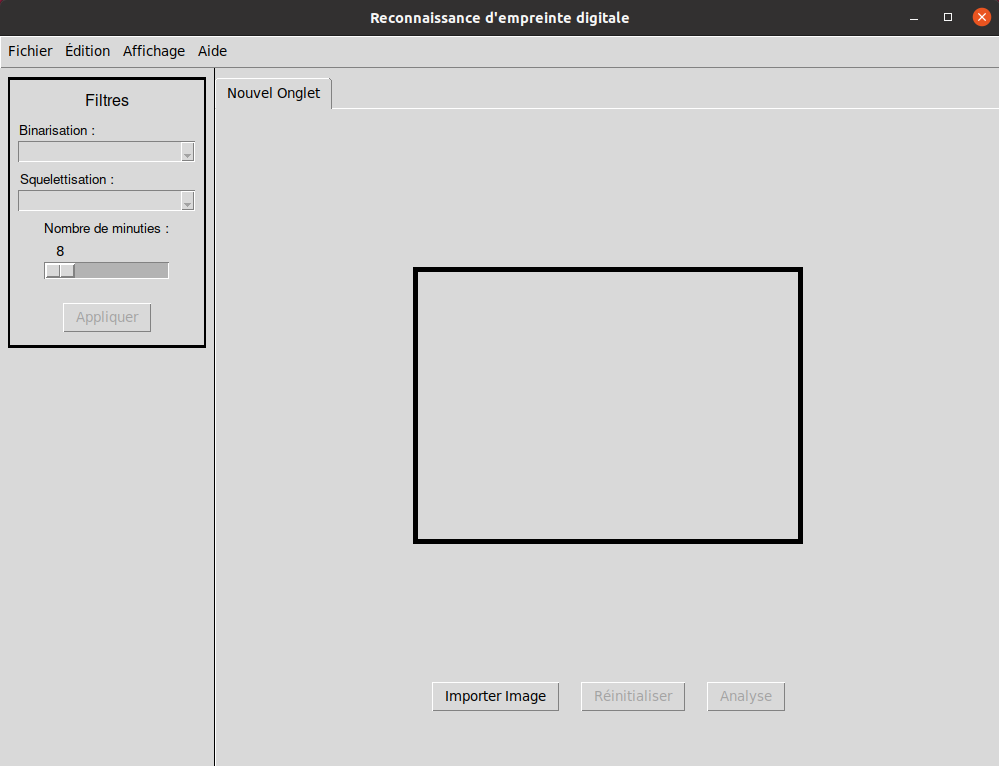 Reconnaissance d'empreinte digitale
Fichier Édition Affichage Aide
Filtres
Binarisation :
Squelettisation :
Nombre de minuties :
8
Appliquer
Nouvel Onglet
Importer Image Réinitialiser Analyse